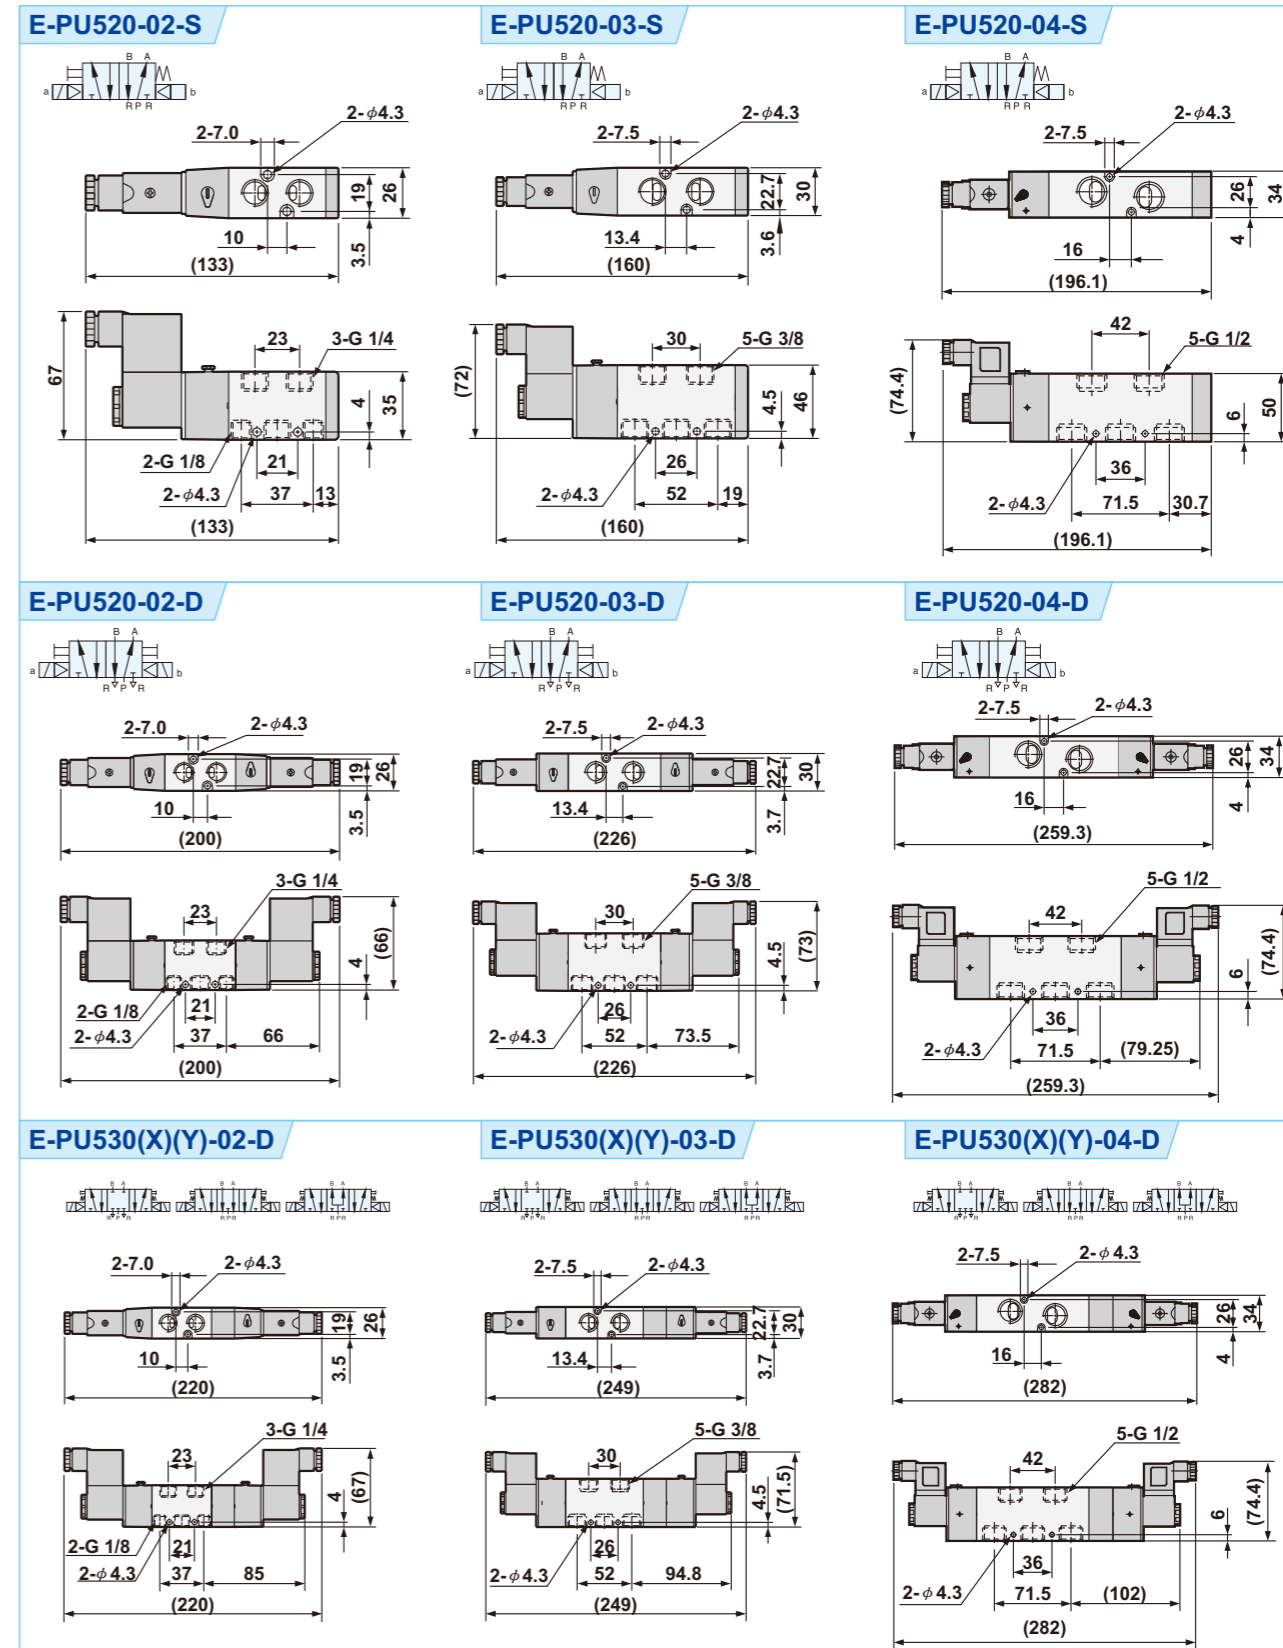 E-PU520-02-S
B A
a
b
R P R
2-ϕ4.3
2-7.0
19
26
10
3.5
(133)
67
23
3-G 1/4
4
35
2-G 1/8
21
2-ϕ4.3
37
13
(133)
E-PU520-03-S
B A
a
b
R P R
2-ϕ4.3
2-7.5
22.7
30
13.4
3.6
(160)
(72)
30
5-G 3/8
4.5
46
26
2-ϕ4.3
52
19
(160)
E-PU520-04-S
B A
a
b
R P R
2-ϕ4.3
2-7.5
26
34
16
4
(196.1)
(74.4)
42
5-G 1/2
6
50
36
2-ϕ4.3
71.5
30.7
(196.1)
E-PU520-02-D
B A
a
b
R P R
2-7.0
2-ϕ4.3
19
26
10
3.5
(200)
3-G 1/4
23
(66)
4
2-G 1/8
21
2-ϕ4.3
37
66
(200)
E-PU520-03-D
B A
a
b
R P R
2-7.5
2-ϕ4.3
22.7
30
13.4
3.7
(226)
5-G 3/8
30
(73)
4.5
26
2-ϕ4.3
52
73.5
(226)
E-PU520-04-D
B A
a
b
R P R
2-7.5
2-ϕ4.3
26
34
16
4
(259.3)
5-G 1/2
42
(74.4)
6
36
2-ϕ4.3
71.5
(79.25)
(259.3)
E-PU530(X)(Y)-02-D
B A
B A
B A
R P R
R P R
R P R
2-7.0
2-ϕ4.3
19
26
10
3.5
(220)
3-G 1/4
23
(67)
4
2-G 1/8
21
2-ϕ4.3
37
85
(220)
E-PU530(X)(Y)-03-D
B A
B A
B A
R P R
R P R
R P R
2-7.5
2-ϕ4.3
22.7
30
13.4
3.7
(249)
5-G 3/8
30
(71.5)
4.5
26
2-ϕ4.3
52
94.8
(249)
E-PU530(X)(Y)-04-D
B A
B A
B A
R P R
R P R
R P R
2-7.5
2-ϕ4.3
26
34
16
4
(282)
5-G 1/2
42
(74.4)
6
36
2-ϕ4.3
71.5
(102)
(282)